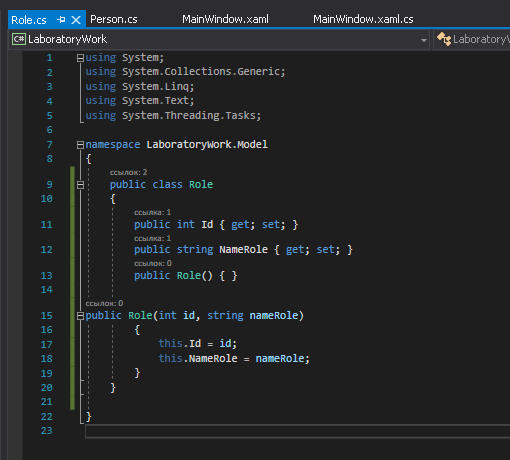 Role.cs Person.cs MainWindow.xaml MainWindow.xaml.cs
C# LaboratoryWork LaboratoryW
1 using System;
2 using System.Collections.Generic;
3 using System.Linq;
4 using System.Text;
5 using System.Threading.Tasks;
6
7 namespace LaboratoryWork.Model
8 {
ссылок: 2
9 public class Role
10 {
ссылка: 1
11 public int Id { get; set; }
ссылка: 1
12 public string NameRole { get; set; }
ссылок: 0
13 public Role() { }
14
ссылок: 0
15 public Role(int id, string nameRole)
16 {
17 this.Id = id;
18 this.NameRole = nameRole;
19 }
20 }
21
22 }
23